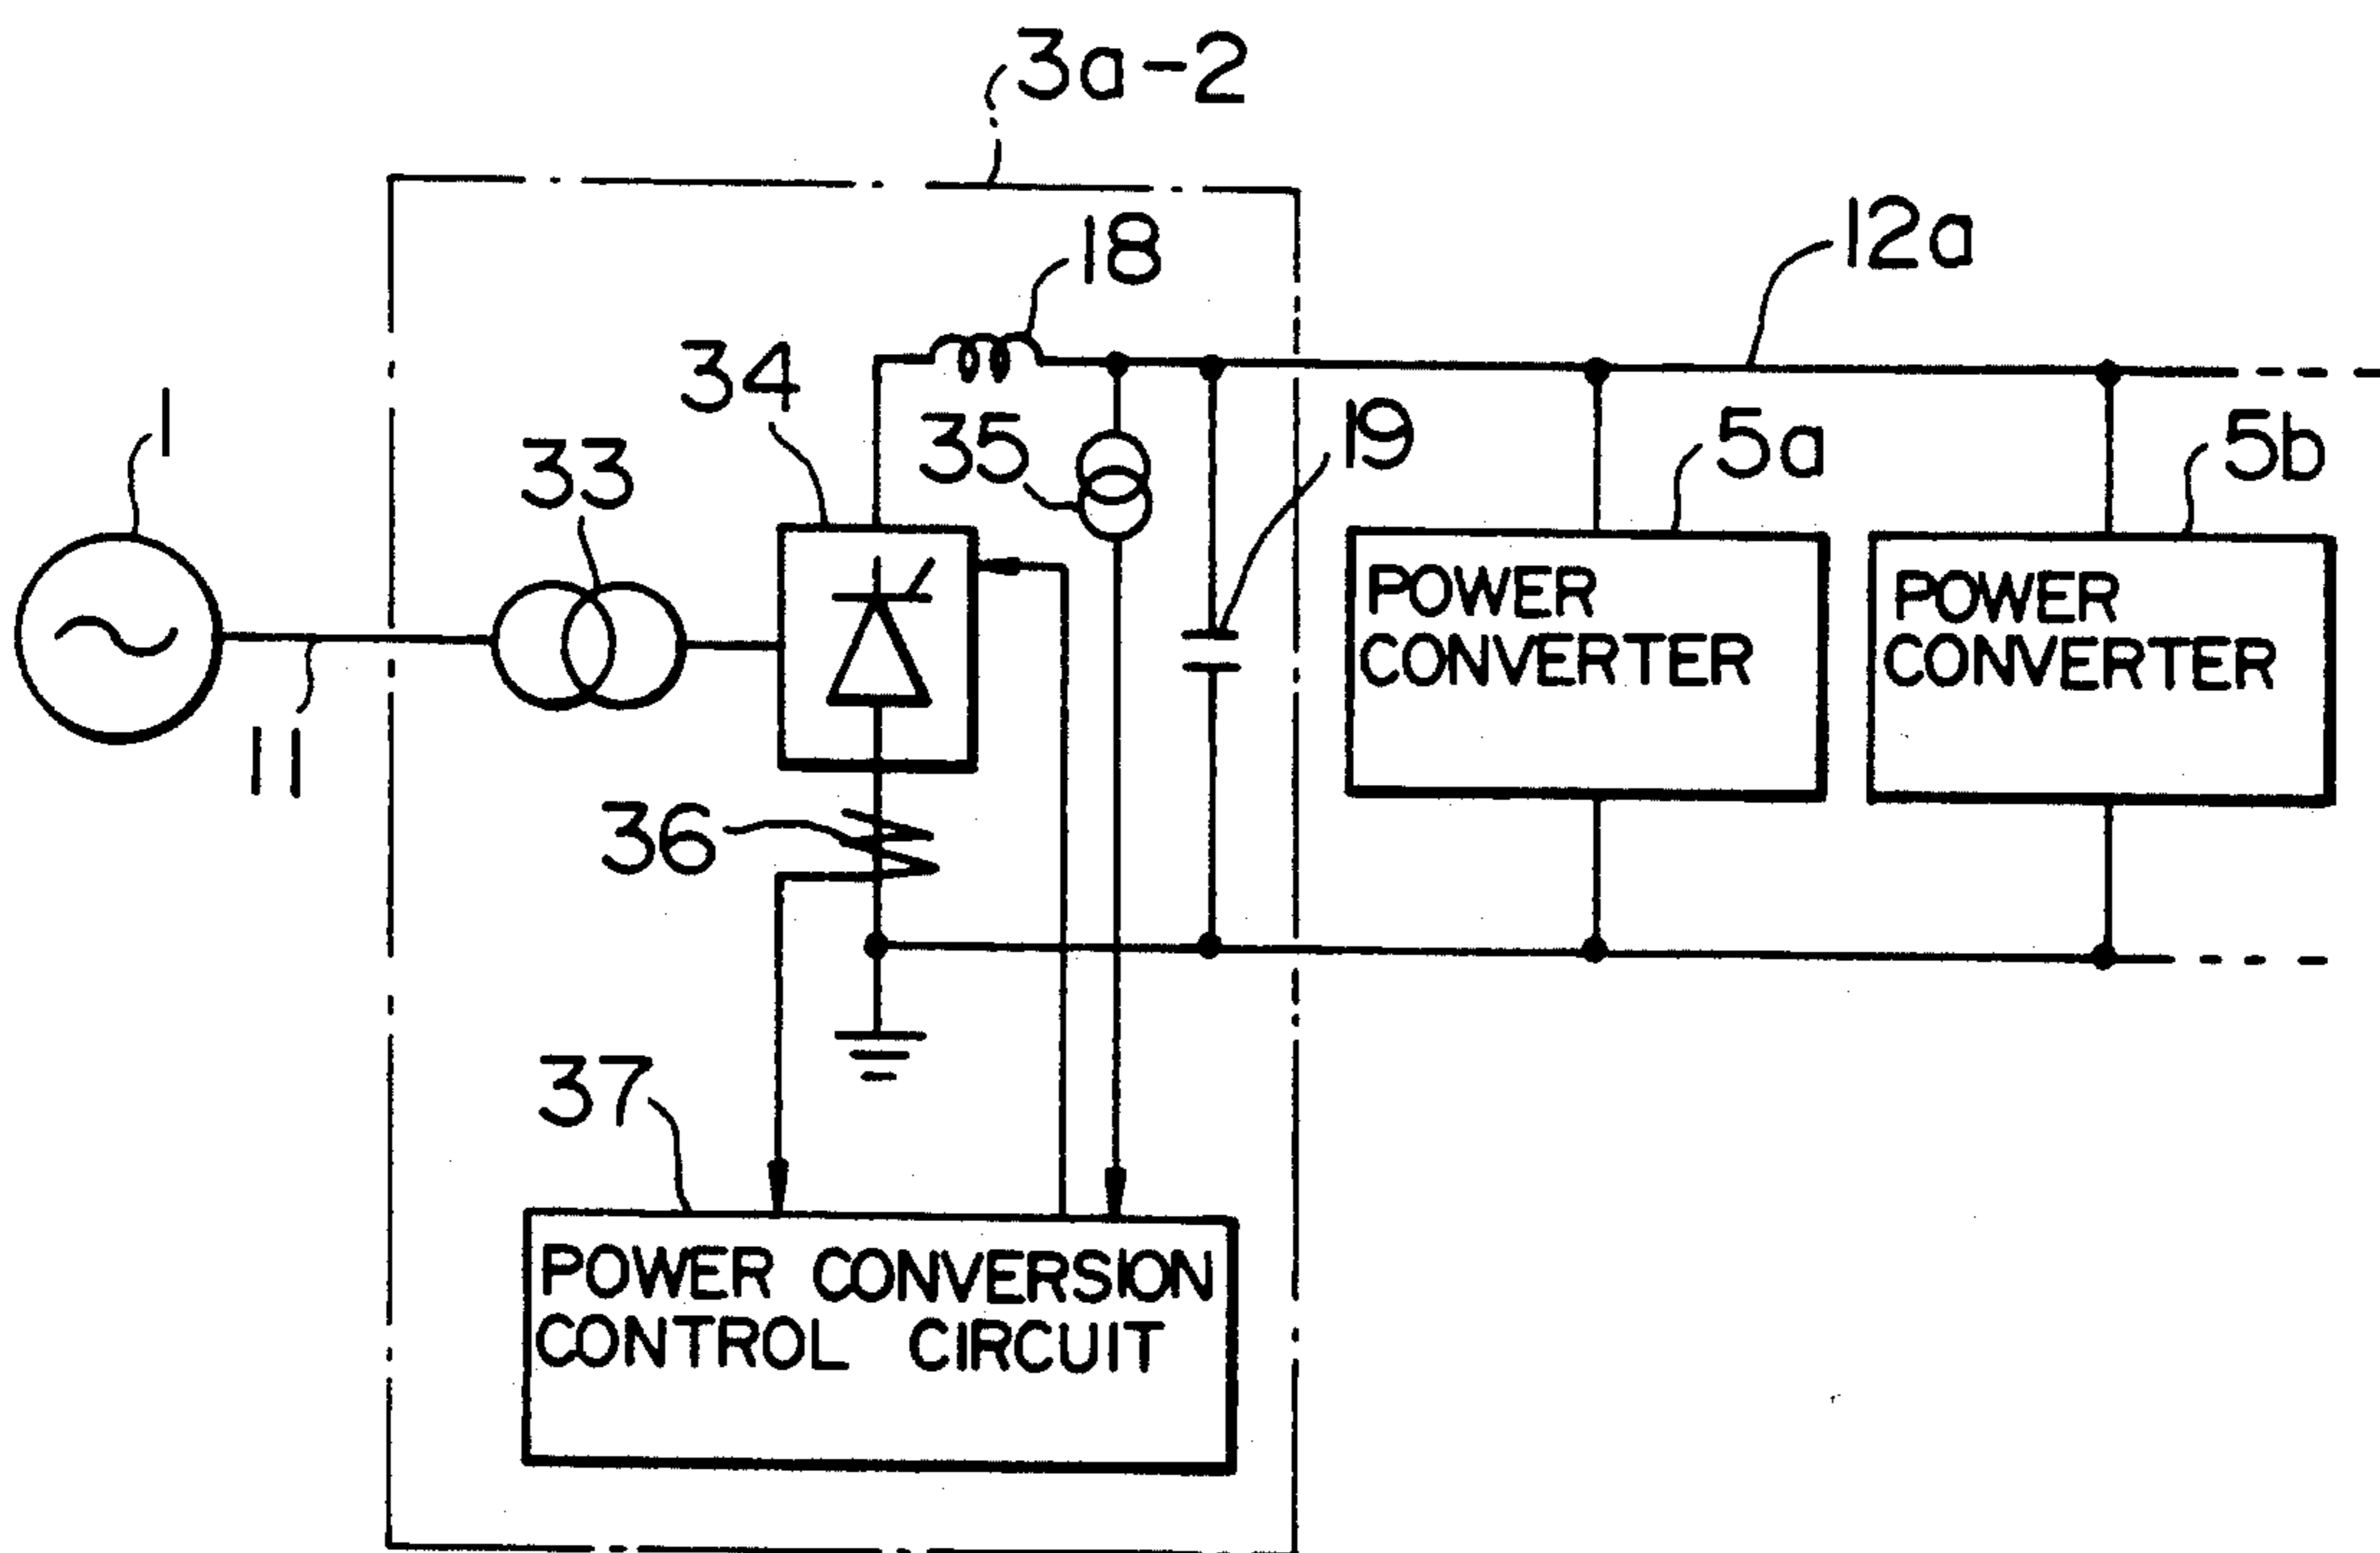 3a-2
18
12a
34
1
33
35
19
5a
5b
POWER
CONVERTER
POWER
CONVERTER
11
36
37
POWER CONVERSION
CONTROL CIRCUIT